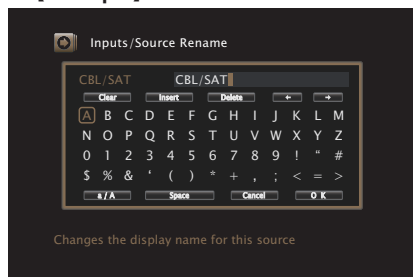 Inputs/Source Rename
CBL/SAT CBL/SAT
Clear Insert Delete ← →
A B C D E F G H I J K L M
N O P Q R S T U V W X Y Z
0 1 2 3 4 5 6 7 8 9 ! “ #
$ % & ‘ ( ) * + , ; < = >
a / A Space Cancel O K
Changes the display name for this source